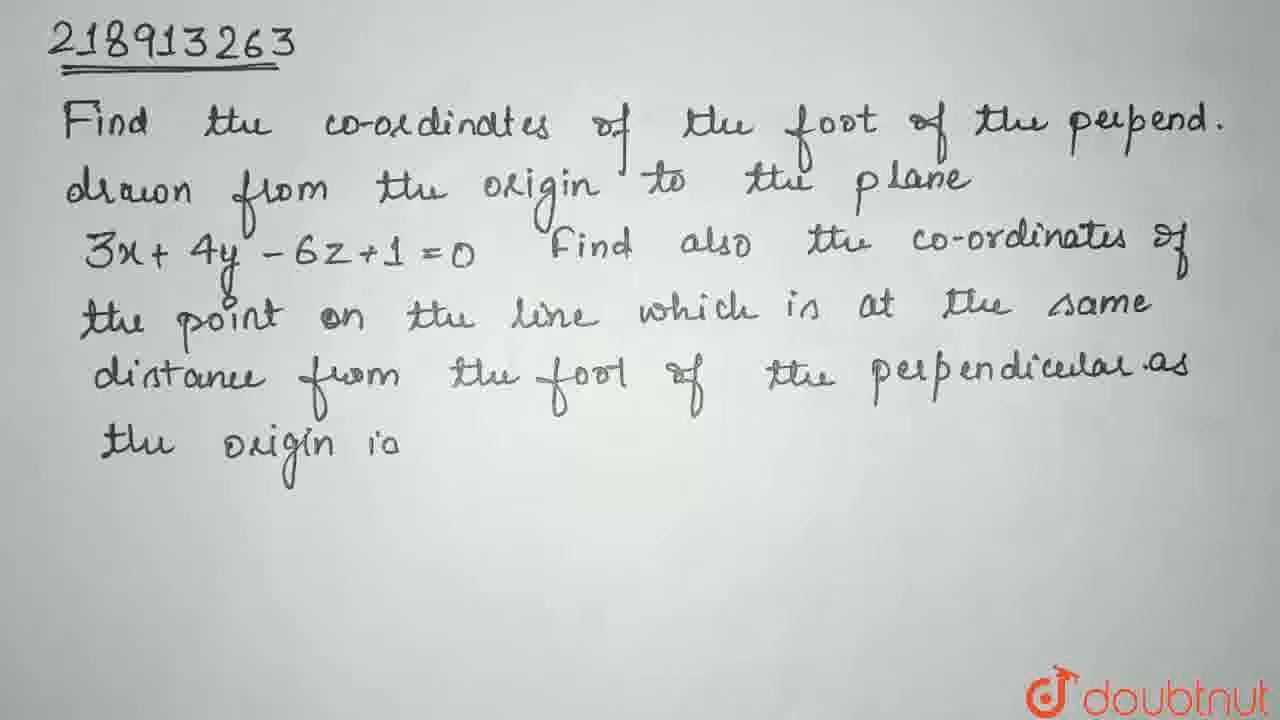 218913263
Find the co-ordinates of the foot of the perpend.
drawn from the origin to the plane
3x + 4y - 6z + 1 = 0 Find also the co-ordinates of
the point on the line which is at the same
distance from the foot of the perpendicular as
the origin is
doubtnut